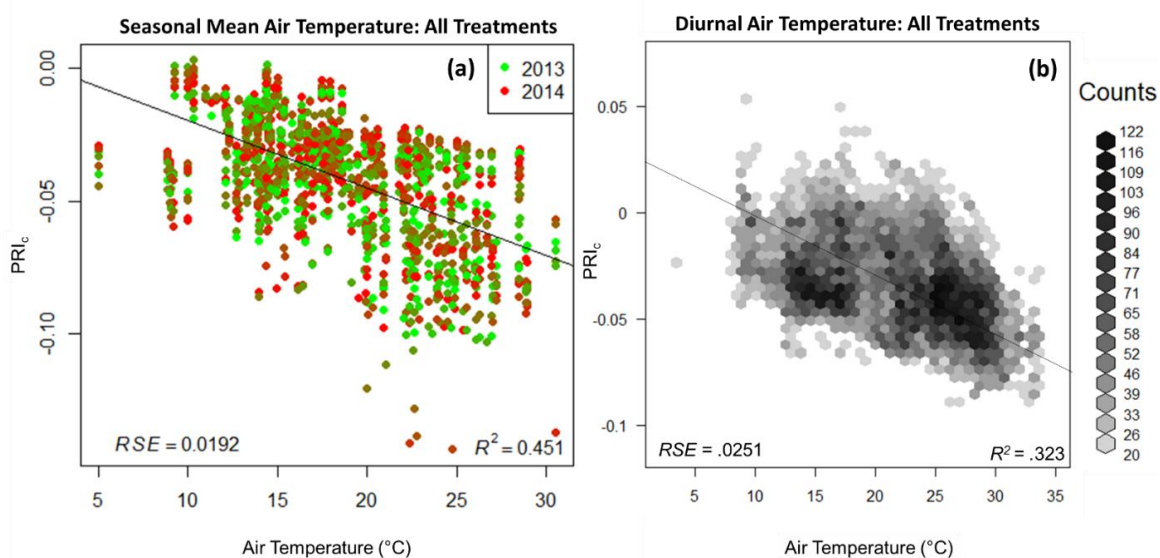 Seasonal Mean Air Temperature: All Treatments
(a)
2013
2014
0.00
-0.05
-0.10
PRIc
RSE = 0.0192
R² = 0.451
5 10 15 20 25 30
Air Temperature (°C)
Diurnal Air Temperature: All Treatments
(b)
0.05
0
-0.05
-0.1
PRIc
RSE = .0251
R² = .323
5 10 15 20 25 30 35
Air Temperature (°C)
Counts
122
116
109
103
96
90
84
77
71
65
58
52
46
39
33
26
20